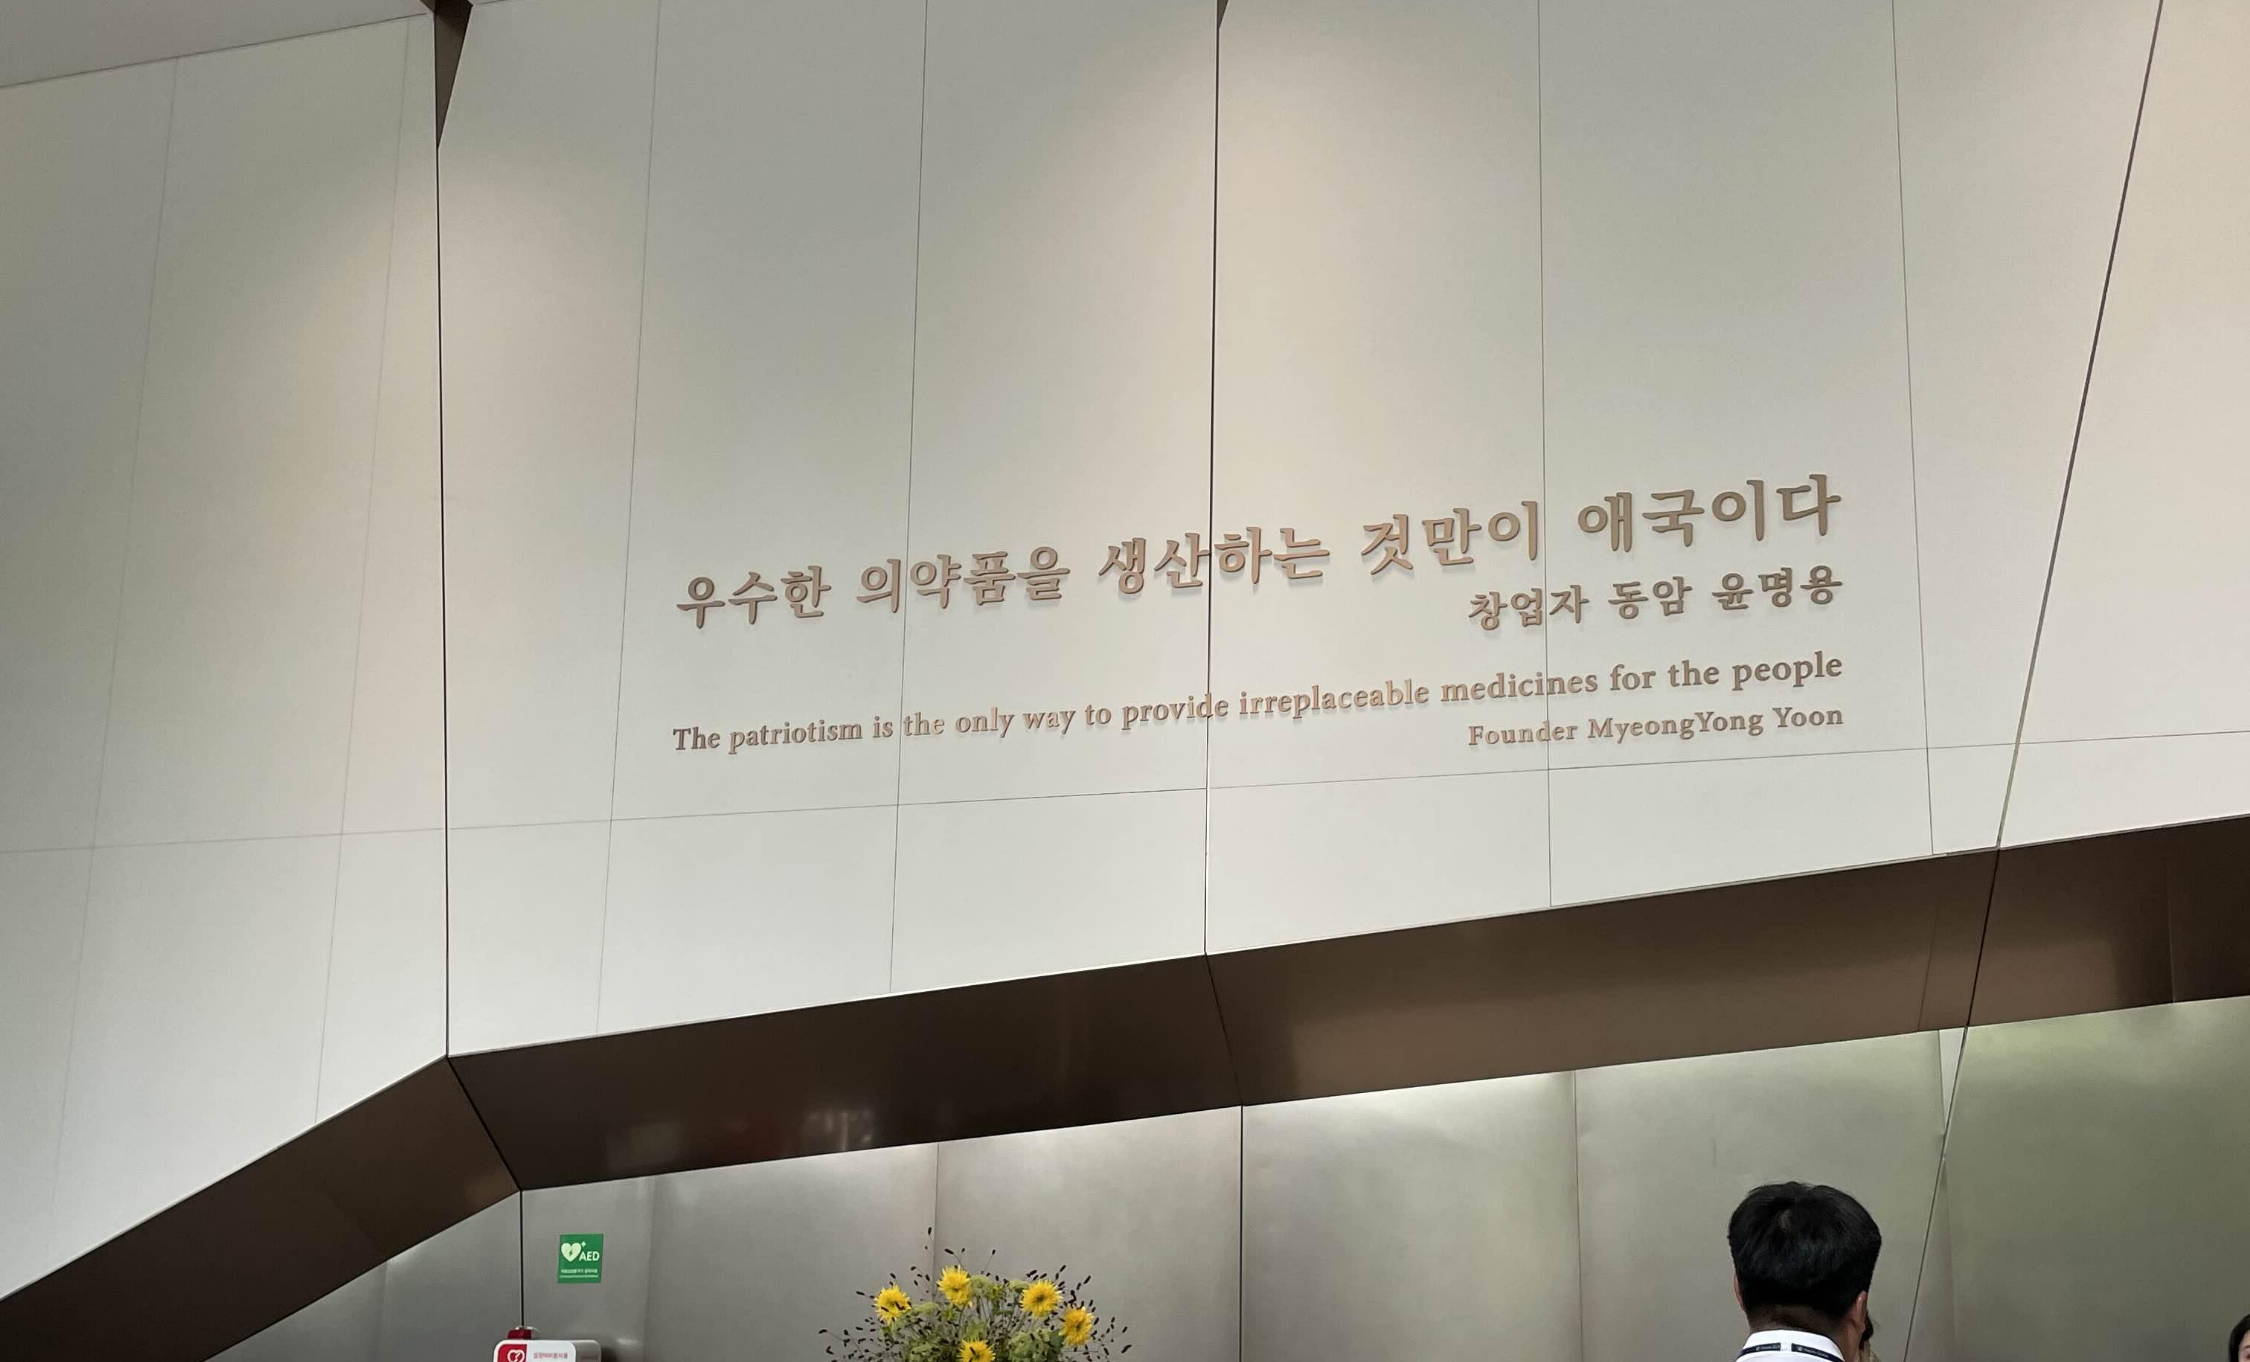 우수한 의약품을 생산하는 것만이 애국이다
창업자 동암 윤명용
The patriotism is the only way to provide irreplaceable medicines for the people
Founder MyeongYong Yoon
AED